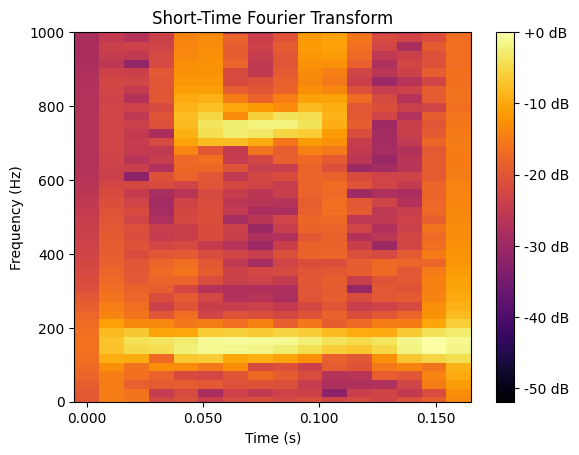 Short-Time Fourier Transform
1000
800
600
400
200
0
Frequency (Hz)
0.000
0.050
0.100
0.150
Time (s)
+0 dB
-10 dB
-20 dB
-30 dB
-40 dB
-50 dB